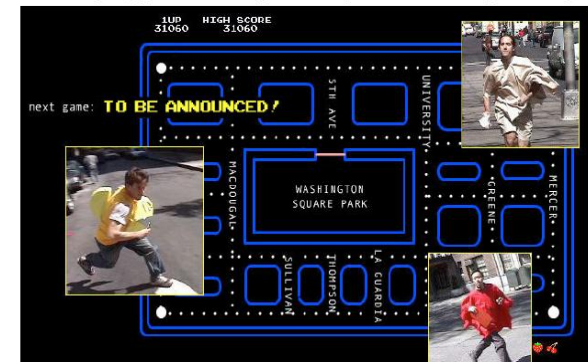 1UP HIGH SCORE
31060 31060
next game: TO BE ANNOUNCED!
5TH AVE
UNIVERSITY
MACDOUGAL
WASHINGTON
SQUARE PARK
GREENE
MERCER
SULLIVAN
THOMPSON
LA GUARDIA